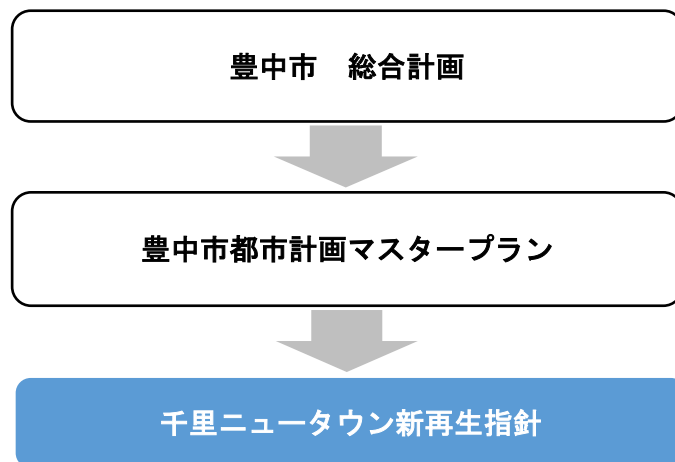 豊中市　総合計画
豊中市都市計画マスタープラン
千里ニュータウン新再生指針